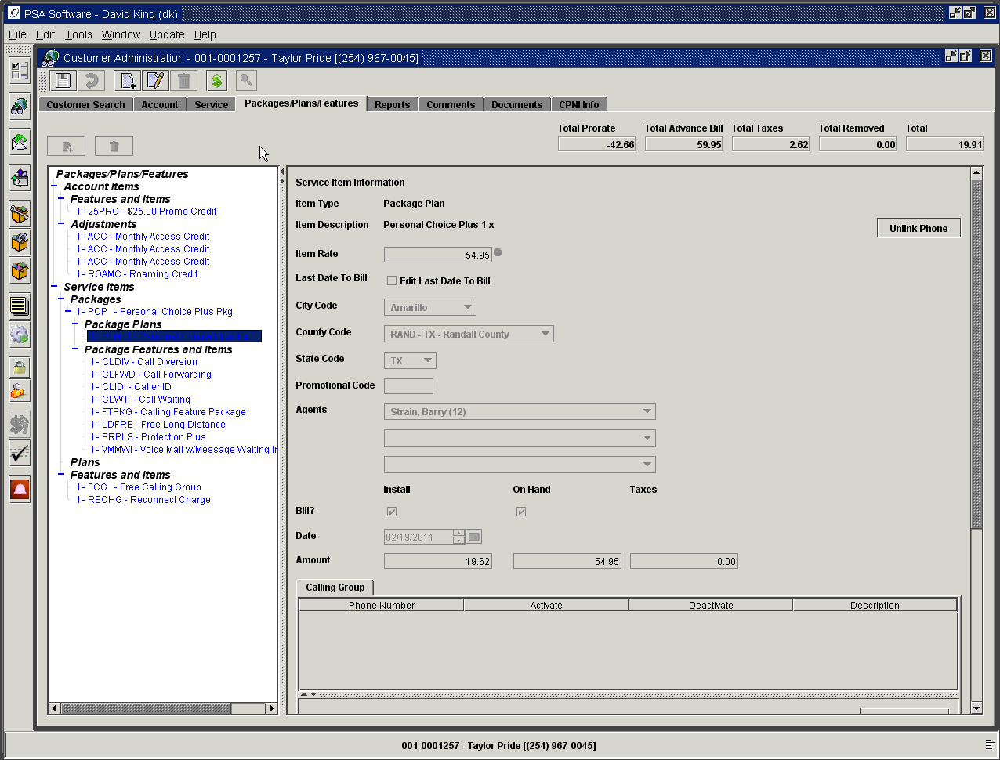 PSA Software - David King (dk)
File Edit Tools Window Update Help
Customer Administration - 001-0001257 - Taylor Pride [(254) 967-0045]
Customer Search Account Service Packages/Plans/Features Reports Comments Documents CPNI Info
Total Prorate Total Advance Bill Total Taxes Total Removed Total
-42.66 59.95 2.62 0.00 19.91
Packages/Plans/Features
Account Items
Features and Items
I - 25PRO - $25.00 Promo Credit
Adjustments
I - ACC - Monthly Access Credit
I - ACC - Monthly Access Credit
I - ACC - Monthly Access Credit
I - ROAMC - Roaming Credit
Service Items
Packages
I - PCP - Personal Choice Plus Pkg.
Package Plans
Package Features and Items
I - CLDIV - Call Diversion
I - CLFWD - Call Forwarding
I - CLID - Caller ID
I - CLWT - Call Waiting
I - FTPKG - Calling Feature Package
I - LDFRE - Free Long Distance
I - PRPLS - Protection Plus
I - VMMWI - Voice Mail w/Message Waiting In
Plans
Features and Items
I - FCG - Free Calling Group
I - RECHG - Reconnect Charge
Service Item Information
Item Type Package Plan
Item Description Personal Choice Plus 1 x
Unlink Phone
Item Rate 54.95
Last Date To Bill Edit Last Date To Bill
City Code Amarillo
County Code RAND - TX - Randall County
State Code TX
Promotional Code
Agents Strain, Barry (12)
Install On Hand Taxes
Bill?
Date 02/19/2011
Amount 19.62 54.95 0.00
Calling Group
Phone Number Activate Deactivate Description
001-0001257 - Taylor Pride [(254) 967-0045]